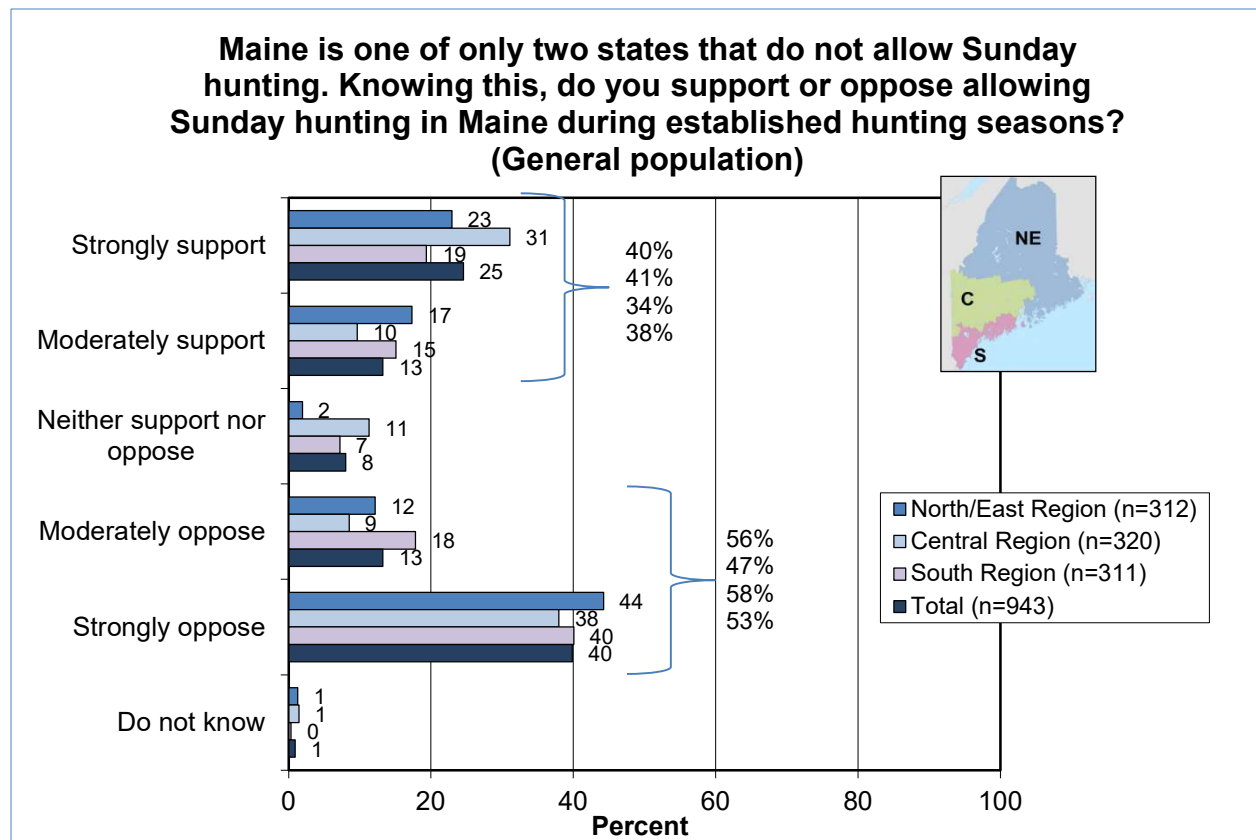 Maine is one of only two states that do not allow Sunday
hunting. Knowing this, do you support or oppose allowing
Sunday hunting in Maine during established hunting seasons?
(General population)
Strongly support
23
31
19
25
Moderately support
17
10
15
13
40%
41%
34%
38%
Neither support nor
oppose
2
11
7
8
Moderately oppose
12
9
18
13
Strongly oppose
44
38
40
40
56%
47%
58%
53%
Do not know
1
1
0
1
0 20 40 60 80 100
Percent
NE
C
S
North/East Region (n=312)
Central Region (n=320)
South Region (n=311)
Total (n=943)